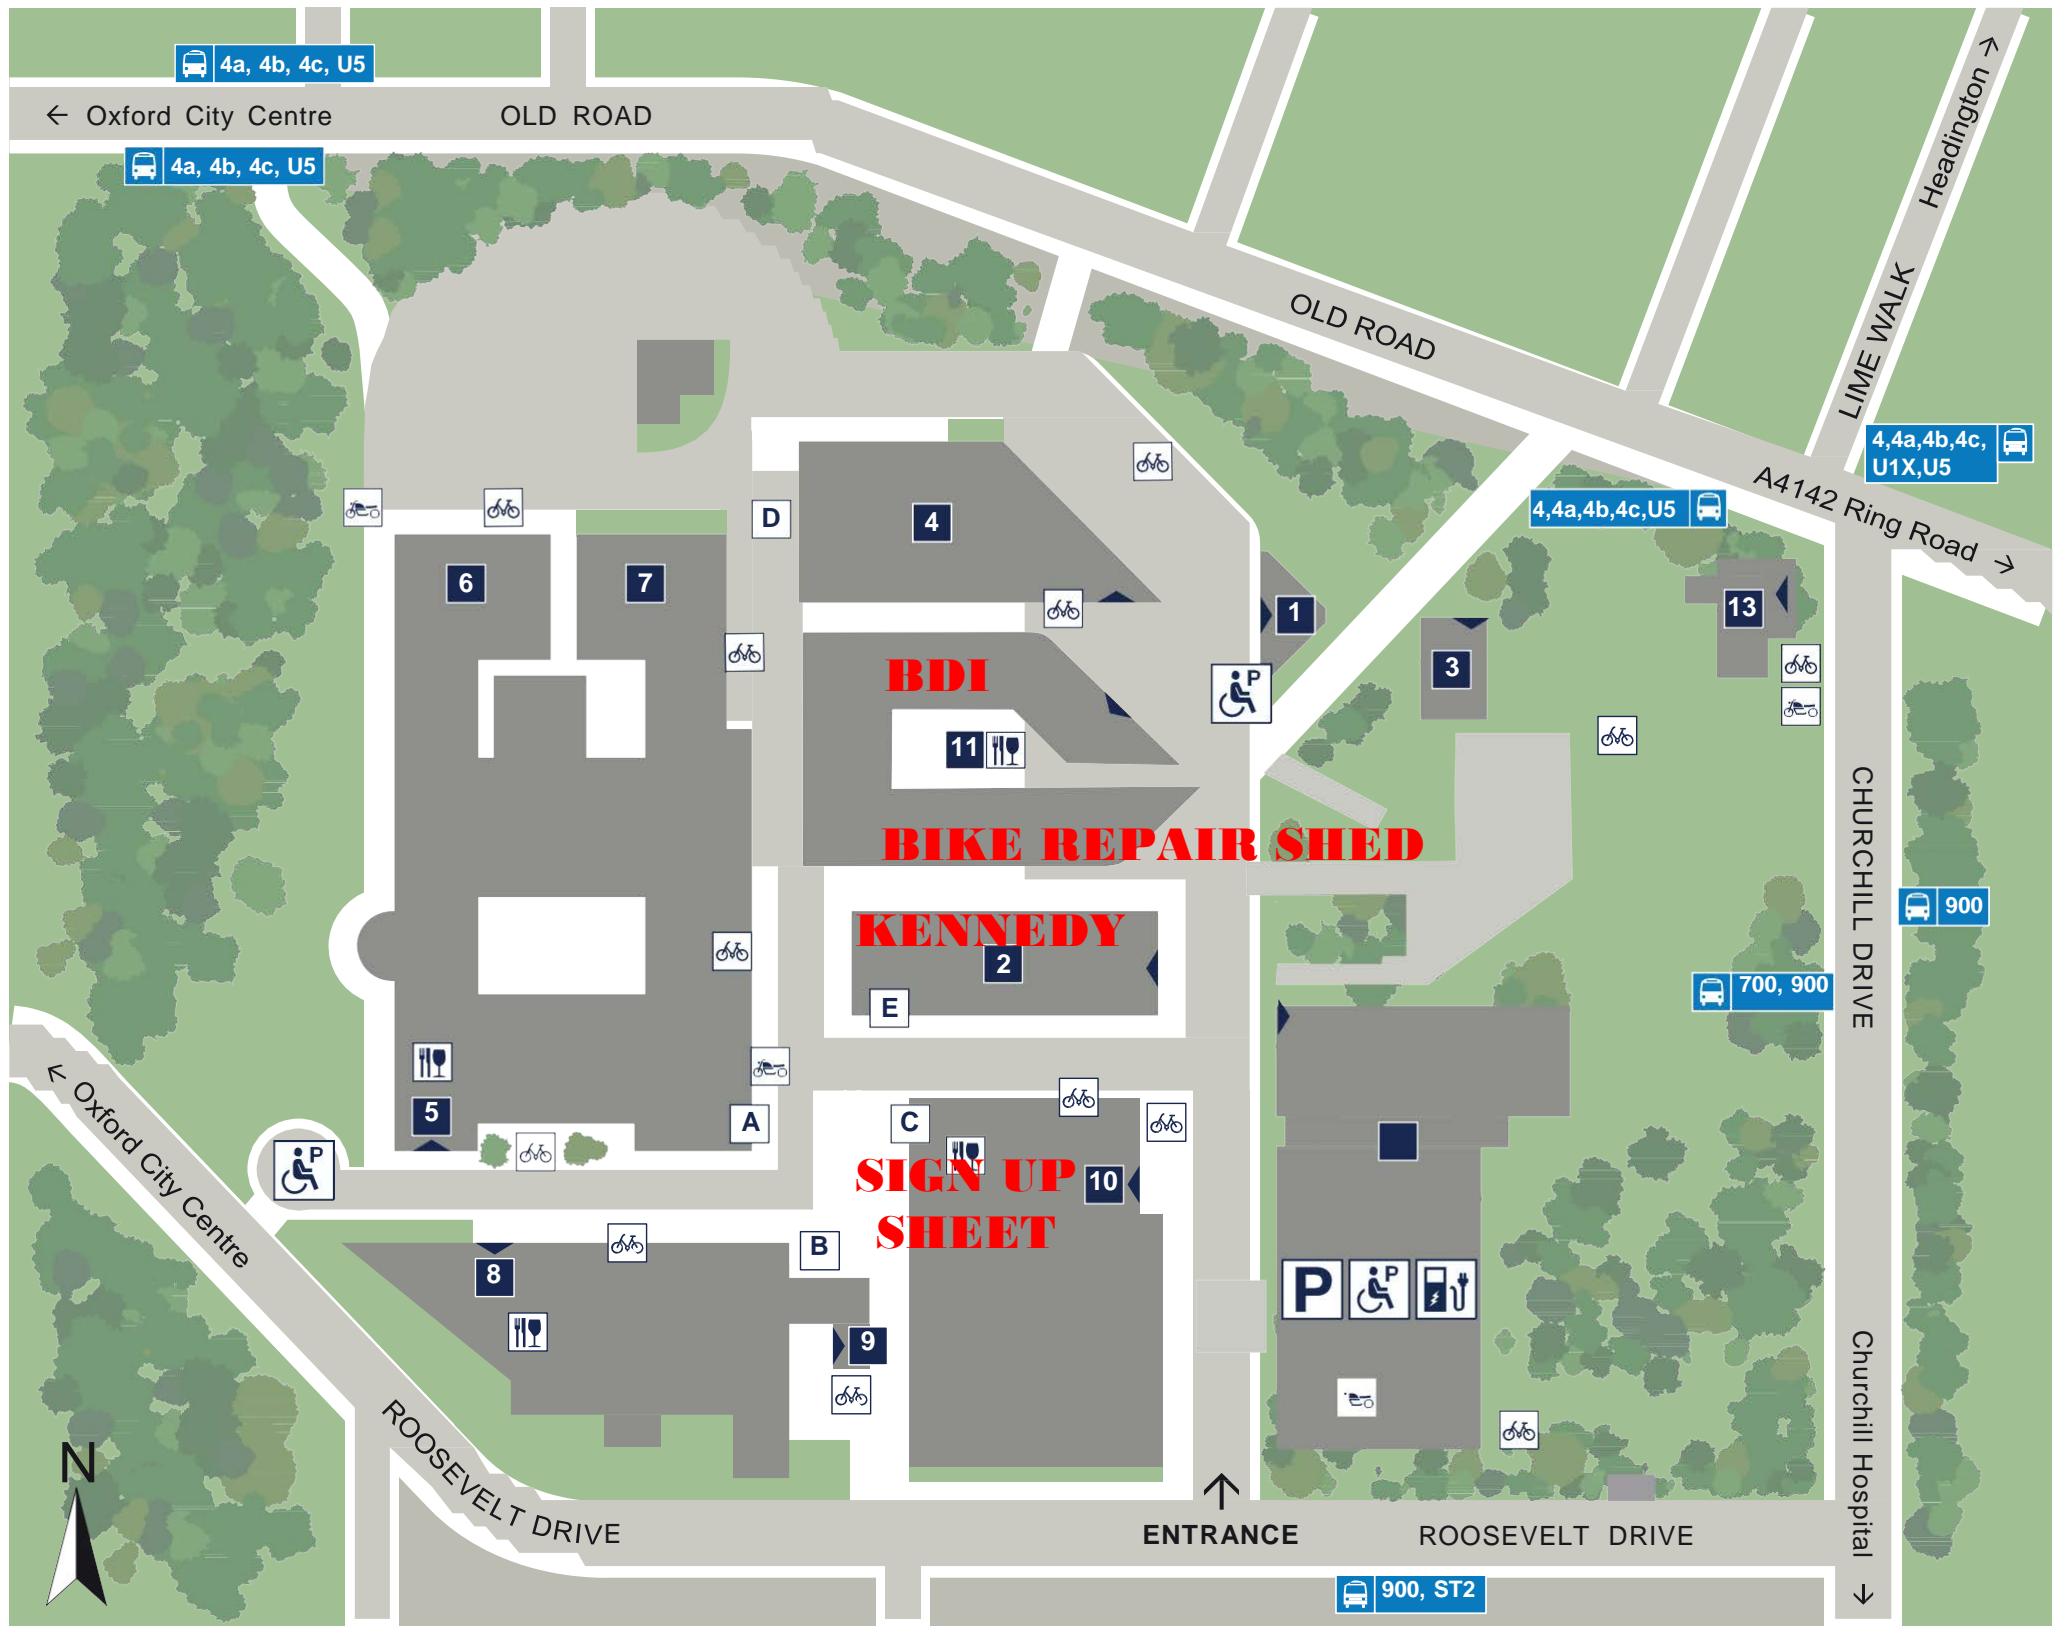 4a, 4b, 4c, U5
← Oxford City Centre
OLD ROAD
4a, 4b, 4c, U5
Headington →
OLD ROAD
LIME WALK
4,4a,4b,4c,
U1X,U5
A4142 Ring Road →
4,4a,4b,4c,U5
D
4
6
7
1
13
3
P
BDI
11
BIKE REPAIR SHED
CHURCHILL DRIVE
KENNEDY
2
E
900
700, 900
← Oxford City Centre
5
A
C
P
SIGN UP
SHEET
10
B
8
9
P
P
Churchill Hospital →
N
ROOSEVELT DRIVE
ENTRANCE
ROOSEVELT DRIVE
900, ST2